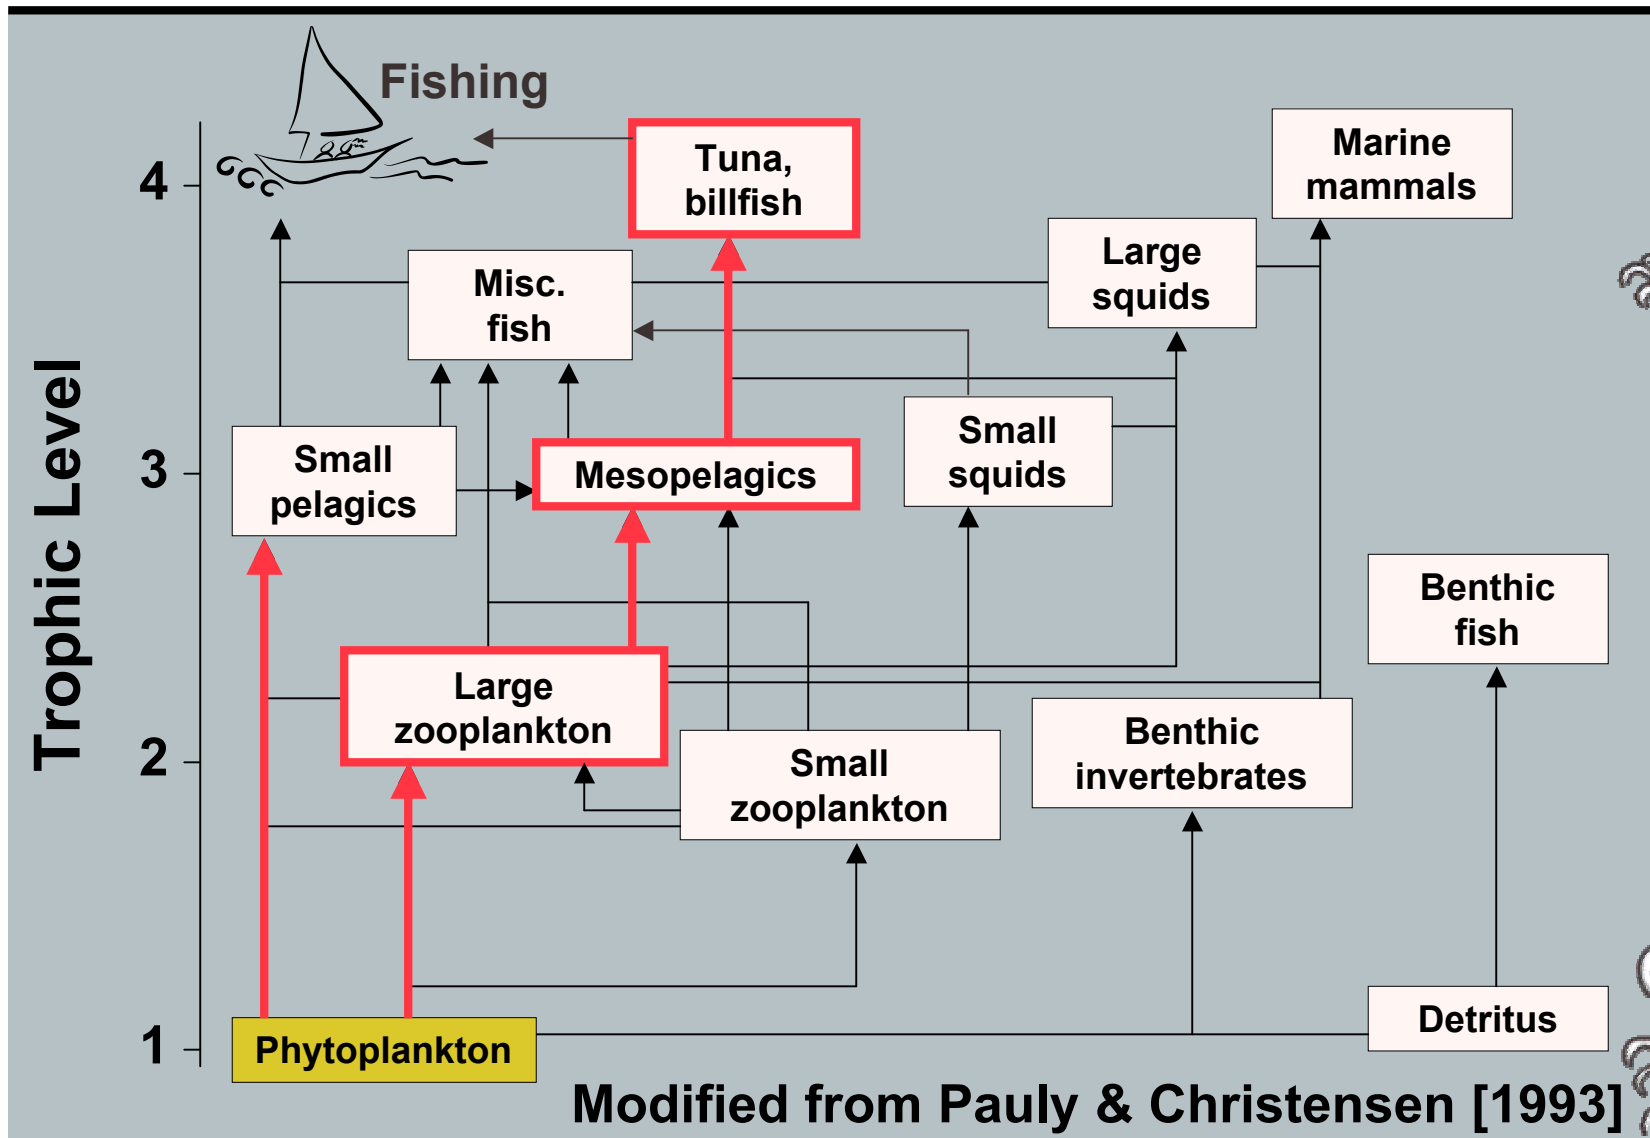 Fishing
Tuna,
billfish
Marine
mammals
4
Large
squids
Misc.
fish
Small
squids
Small
pelagics
3
Mesopelagics
Trophic Level
Benthic
fish
Large
zooplankton
Benthic
invertebrates
2
Small
zooplankton
Detritus
1
Phytoplankton
Modified from Pauly & Christensen [1993]